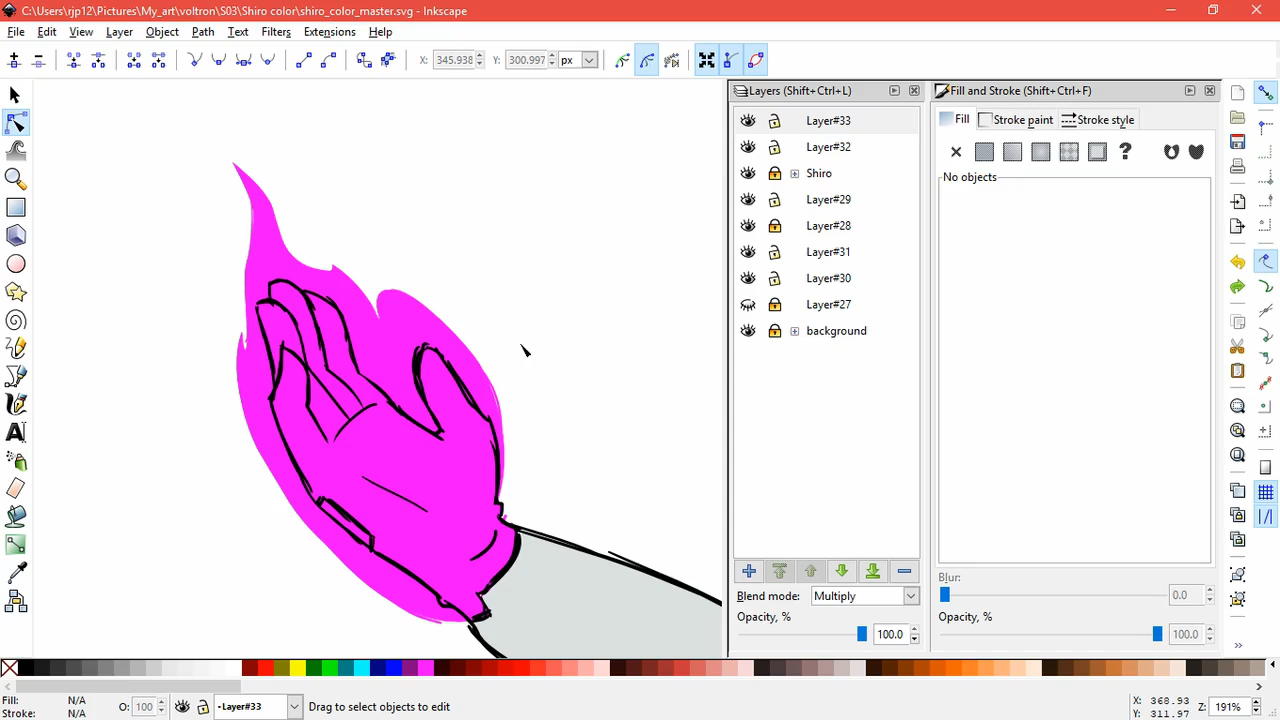 C:\Users\rjp12\Pictures\My_art\voltron\S03\Shiro color\shiro_color_master.svg - Inkscape
File Edit View Layer Object Path Text Filters Extensions Help
X: 345.938 Y: 300.997 px
Layers (Shift+Ctrl+L)
Fill and Stroke (Shift+Ctrl+F)
Layer#33
Layer#32
Shiro
Layer#29
Layer#28
Layer#31
Layer#30
Layer#27
background
Blend mode: Multiply
Opacity, %
100.0
Fill Stroke paint Stroke style
?
No objects
Blur:
0.0
Opacity, %
100.0
Fill: N/A
Stroke: N/A
O: 100
-Layer#33
Drag to select objects to edit
X: 368.93
Y: 311.97
Z: 191%